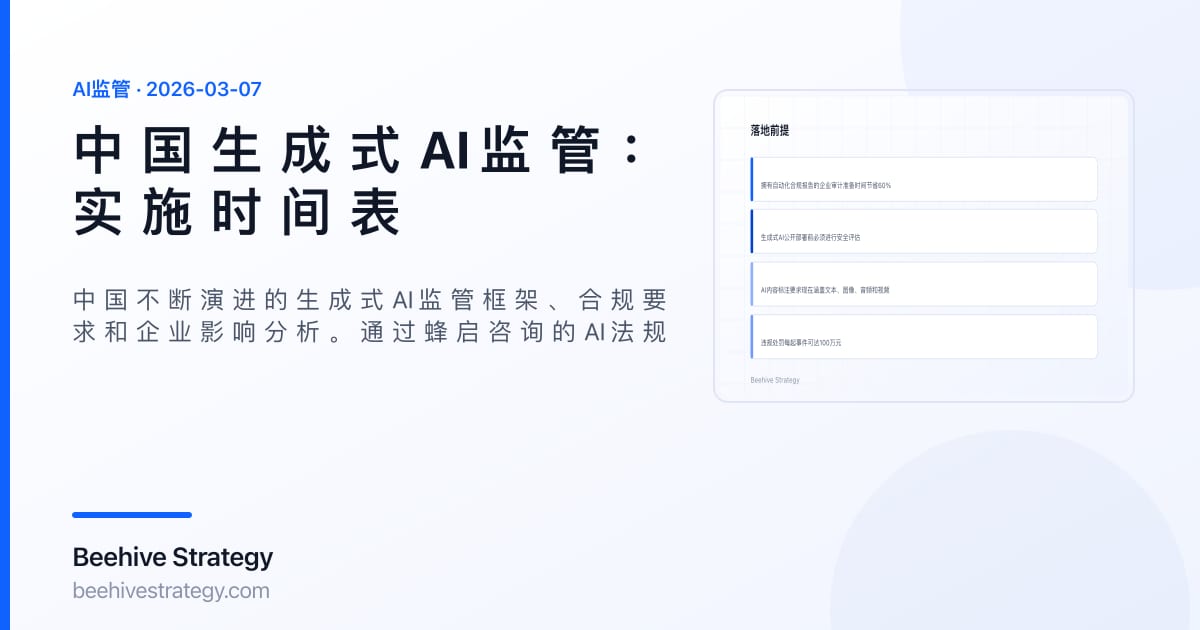 AI监管 · 2026-03-07
中国生成式AI监管：
实施时间表
中国不断演进的生成式AI监管框架、合规要
求和企业影响分析。通过蜂启咨询的AI法规
落地前提
拥有自动化合规报告的企业审计准备时间节省60%
生成式AI公开部署前必须进行安全评估
AI内容标注要求现在涵盖文本、图像、音频和视频
违规处罚每起事件可达100万元
Beehive Strategy
Beehive Strategy
beehivestrategy.com